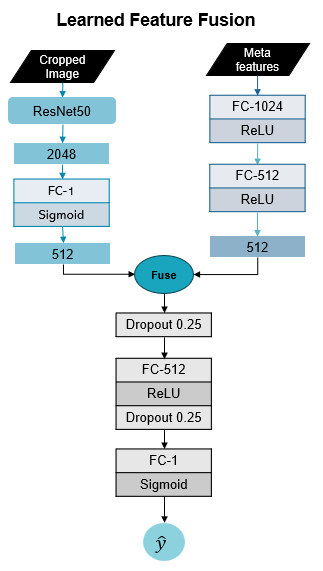 Learned Feature Fusion
Cropped
Image
ResNet50
2048
FC-1
Sigmoid
512
Meta
features
FC-1024
ReLU
FC-512
ReLU
512
Fuse
Dropout 0.25
FC-512
ReLU
Dropout 0.25
FC-1
Sigmoid
ŷ